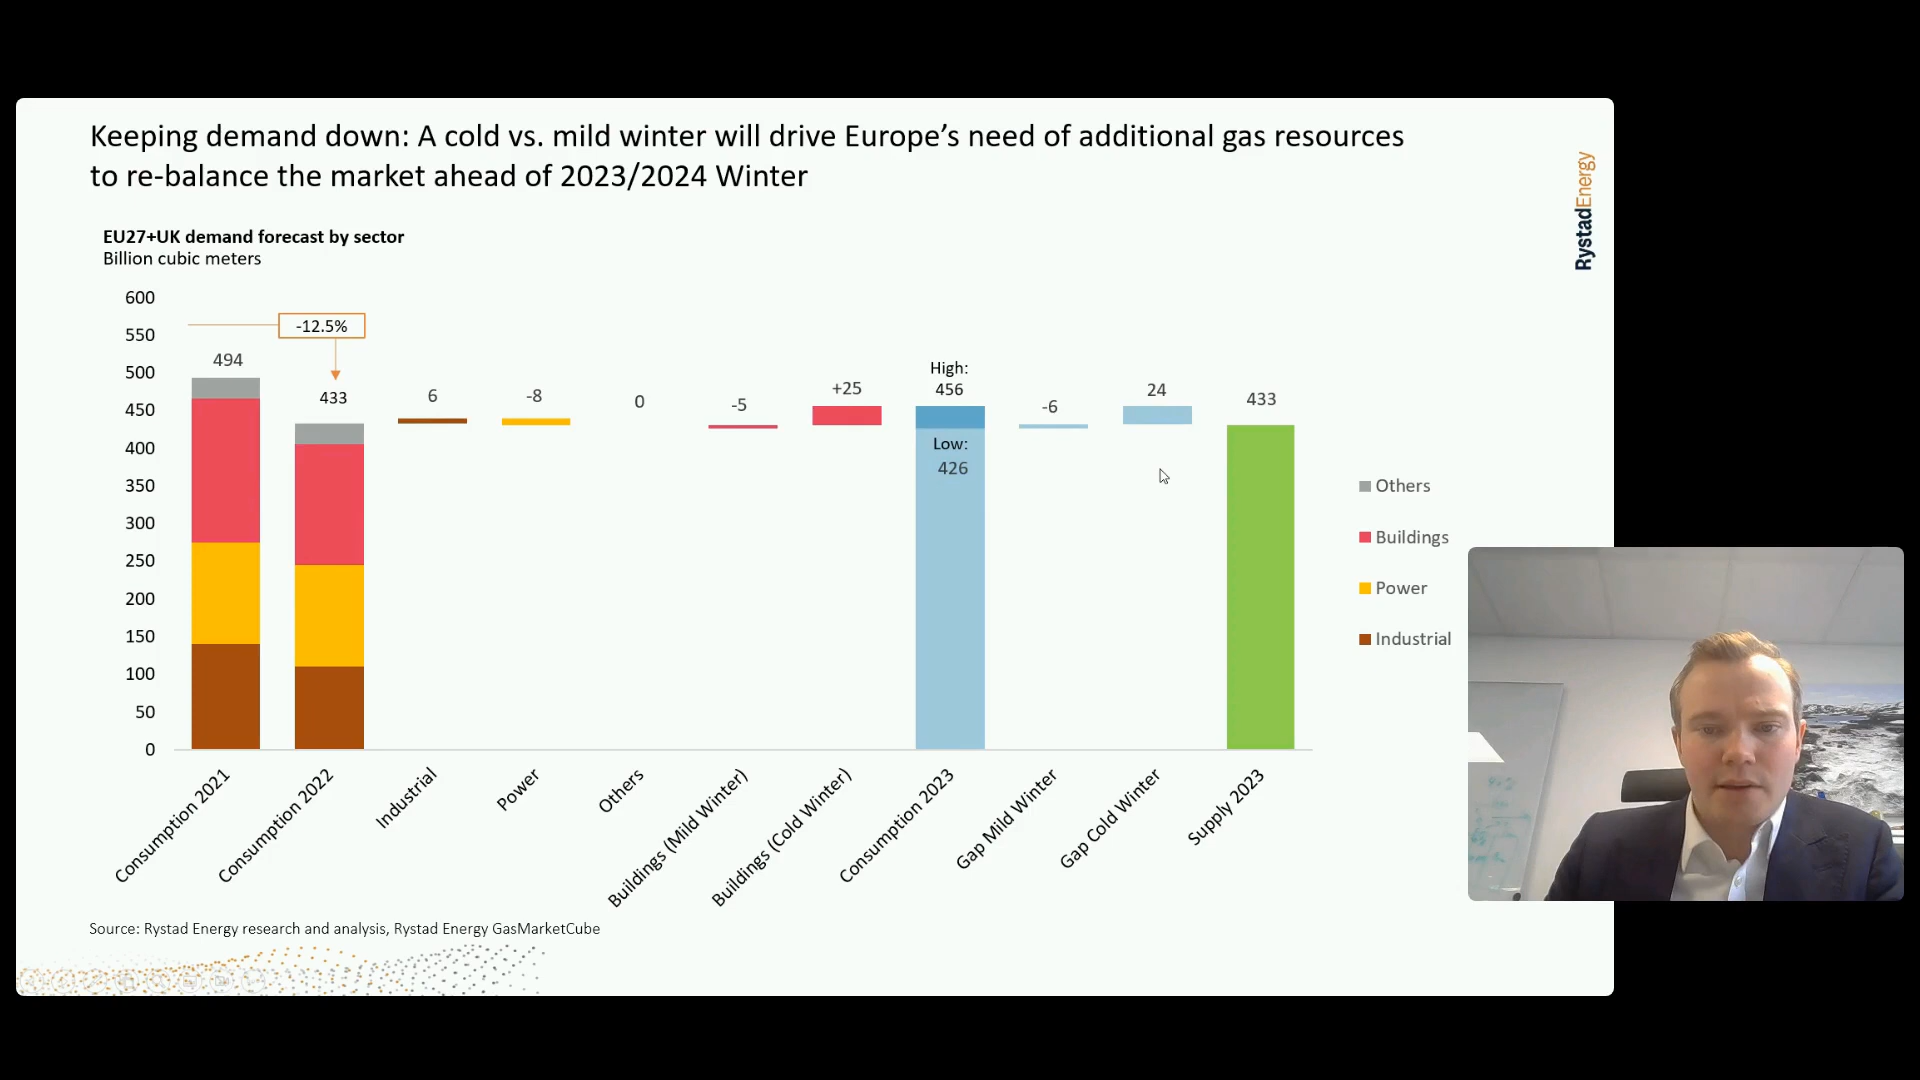 Keeping demand down: A cold vs. mild winter will drive Europe’s need of additional gas resources
to re-balance the market ahead of 2023/2024 Winter
RystadEnergy
EU27+UK demand forecast by sector
Billion cubic meters
600
550
500
450
400
350
300
250
200
150
100
50
0
-12.5%
494
433
6
-8
0
-5
+25
High:
456
Low:
426
-6
24
433
Others
Buildings
Power
Industrial
Consumption 2021
Consumption 2022
Industrial
Power
Others
Buildings (Mild Winter)
Buildings (Cold Winter)
Consumption 2023
Gap Mild Winter
Gap Cold Winter
Supply 2023
Source: Rystad Energy research and analysis, Rystad Energy GasMarketCube